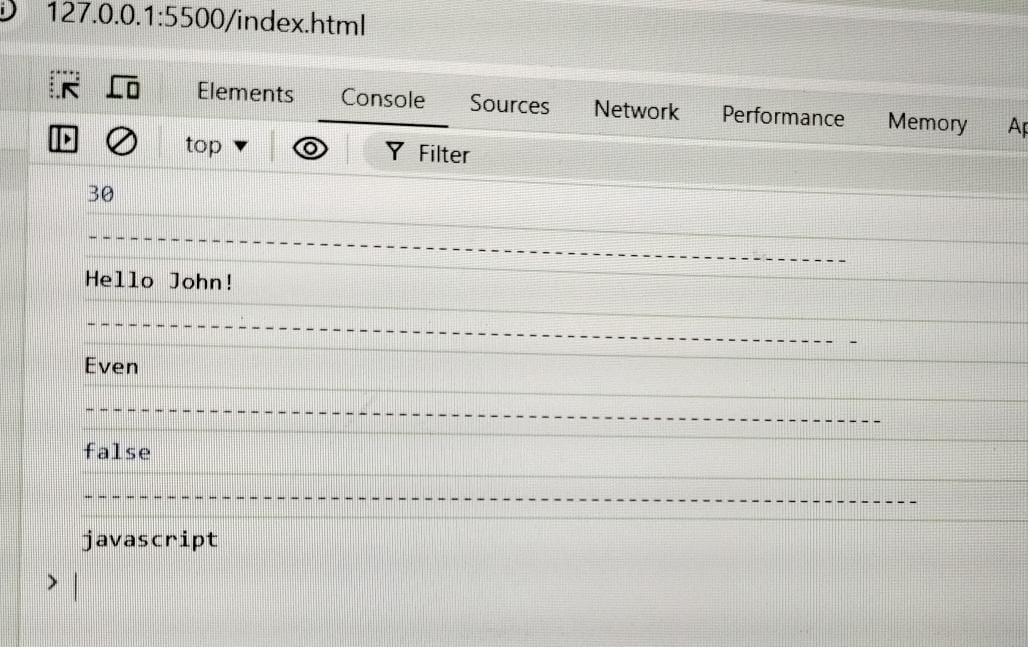 127.0.0.1:5500/index.html
Elements Console Sources Network Performance Memory
top ▼ Filter
30
-----------------------------------------------------------------
Hello John!
---------------------------------------------------------------- -
Even
--------------------------------------------------------------------
false
-----------------------------------------------------------------------
javascript
>